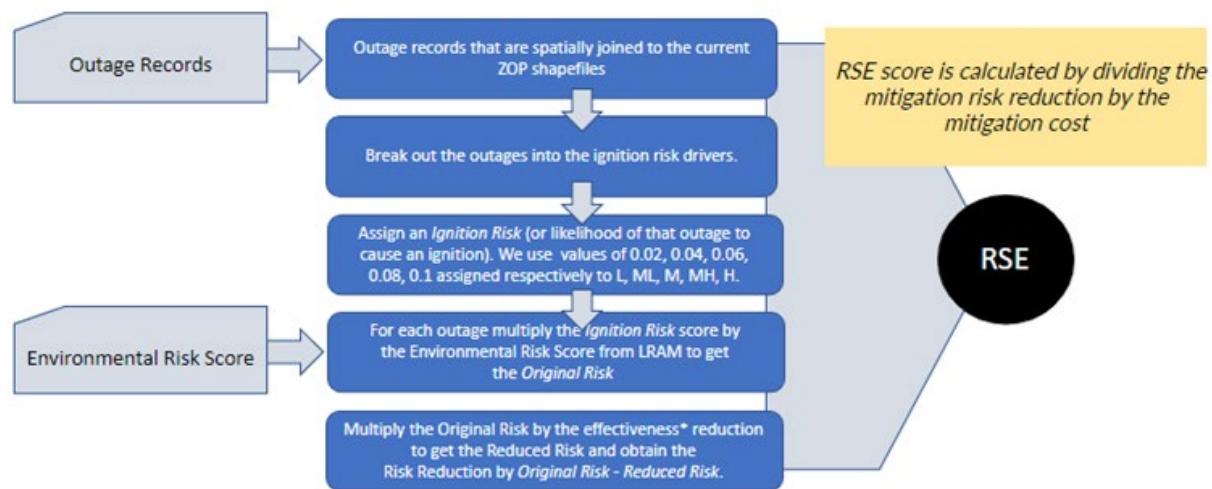 Outage Records
Outage records that are spatially joined to the current
ZOP shapefiles
RSE score is calculated by dividing the
mitigation risk reduction by the
mitigation cost
Break out the outages into the ignition risk drivers.
Assign an Ignition Risk (or likelihood of that outage to
cause an ignition). We use values of 0.02, 0.04, 0.06,
0.08, 0.1 assigned respectively to L, ML, M, MH, H.
RSE
Environmental Risk Score
For each outage multiply the Ignition Risk score by
the Environmental Risk Score from LRAM to get
the Original Risk
Multiply the Original Risk by the effectiveness* reduction
to get the Reduced Risk and obtain the
Risk Reduction by Original Risk - Reduced Risk.